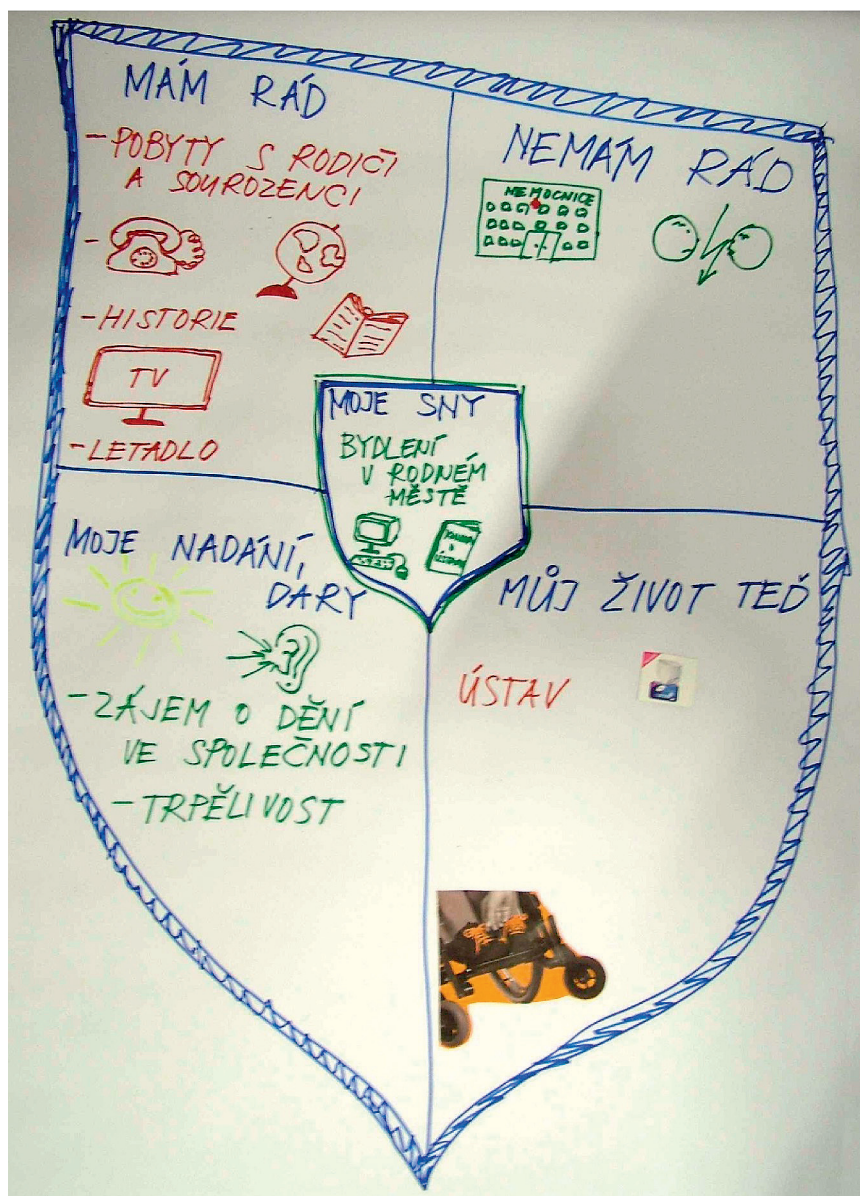 MÁM RÁD
- POBYTY S RODIČI
A SOUROZENCI
-
- HISTORIE
TV
- LETADLO
NEMÁM RÁD
NEMOCNICE
MOJE SNY
BYDLENÍ
V RODNÉM
MĚSTĚ
KNIHA
MOJE NADÁNÍ,
DARY
- ZÁJEM O DĚNÍ
VE SPOLEČNOSTI
- TRPĚLIVOST
MŮJ ŽIVOT TEĎ
ÚSTAV